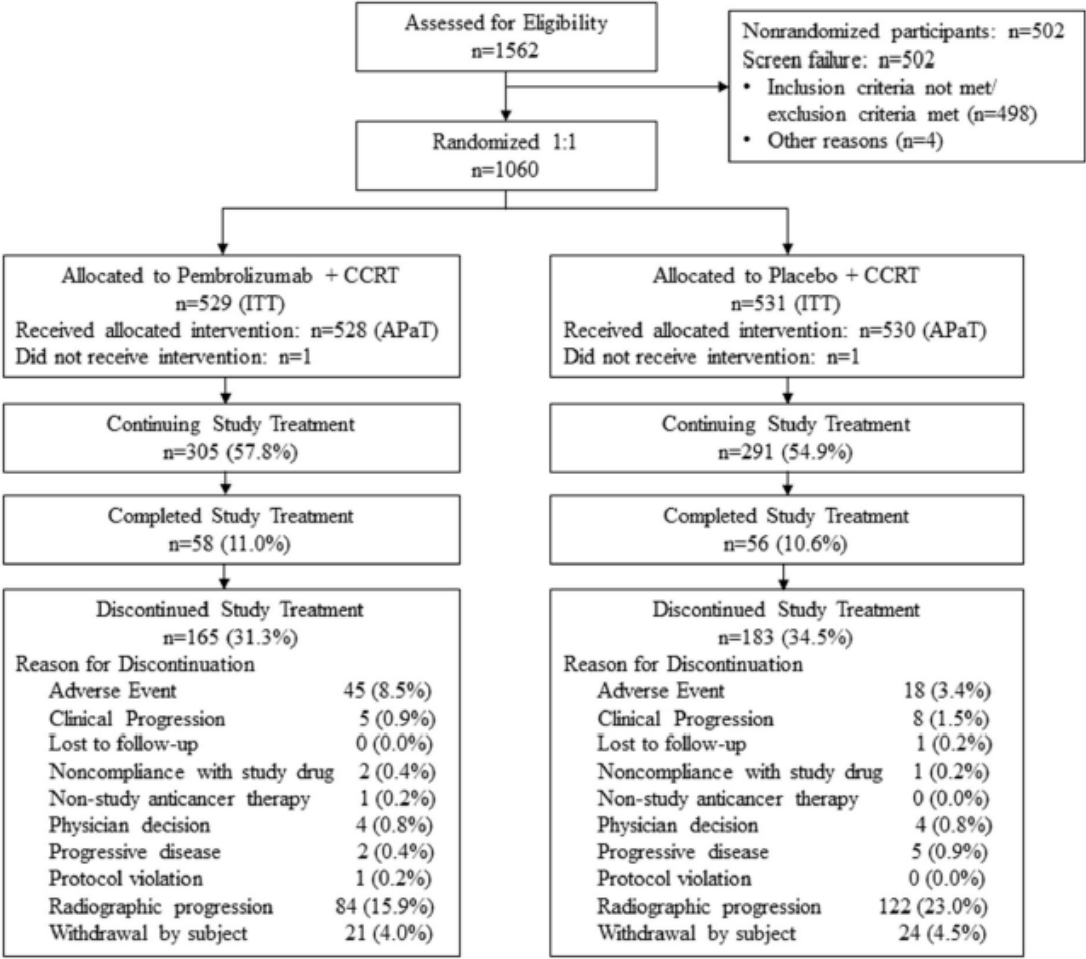 Assessed for Eligibility
n=1562
Nonrandomized participants: n=502
Screen failure: n=502
• Inclusion criteria not met/
exclusion criteria met (n=498)
• Other reasons (n=4)
Randomized 1:1
n=1060
Allocated to Pembrolizumab + CCRT
n=529 (ITT)
Received allocated intervention: n=528 (APaT)
Did not receive intervention: n=1
Continuing Study Treatment
n=305 (57.8%)
Completed Study Treatment
n=58 (11.0%)
Discontinued Study Treatment
n=165 (31.3%)
Reason for Discontinuation
Adverse Event 45 (8.5%)
Clinical Progression 5 (0.9%)
Lost to follow-up 0 (0.0%)
Noncompliance with study drug 2 (0.4%)
Non-study anticancer therapy 1 (0.2%)
Physician decision 4 (0.8%)
Progressive disease 2 (0.4%)
Protocol violation 1 (0.2%)
Radiographic progression 84 (15.9%)
Withdrawal by subject 21 (4.0%)
Allocated to Placebo + CCRT
n=531 (ITT)
Received allocated intervention: n=530 (APaT)
Did not receive intervention: n=1
Continuing Study Treatment
n=291 (54.9%)
Completed Study Treatment
n=56 (10.6%)
Discontinued Study Treatment
n=183 (34.5%)
Reason for Discontinuation
Adverse Event 18 (3.4%)
Clinical Progression 8 (1.5%)
Lost to follow-up 1 (0.2%)
Noncompliance with study drug 1 (0.2%)
Non-study anticancer therapy 0 (0.0%)
Physician decision 4 (0.8%)
Progressive disease 5 (0.9%)
Protocol violation 0 (0.0%)
Radiographic progression 122 (23.0%)
Withdrawal by subject 24 (4.5%)